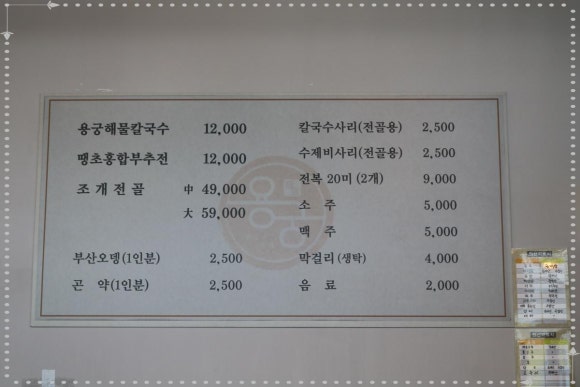 용궁해물칼국수 12,000
땡초홍합부추전 12,000
조개전골 中 49,000
大 59,000
부산오뎅(1인분) 2,500
곤 약(1인분) 2,500
칼국수사리(전골용) 2,500
수제비사리(전골용) 2,500
전복 20미 (2개) 9,000
소 주 5,000
맥 주 5,000
막걸리 (생탁) 4,000
음 료 2,000